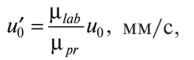 u′₀ = μ_lab / μ_pr u₀, мм/с,